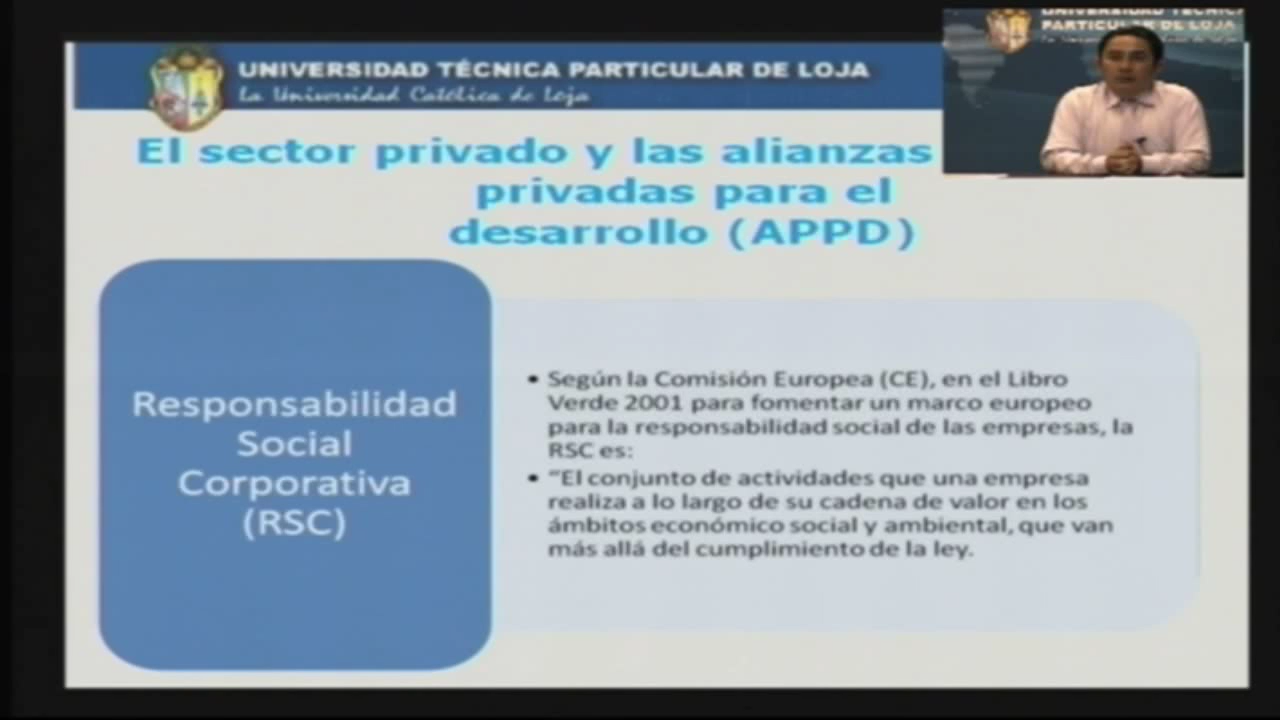 UNIVERSIDAD TÉCNICA PARTICULAR DE LOJA
La Universidad Católica de Loja
UNIVERSIDAD TÉCNICA
PARTICULAR DE LOJA
El sector privado y las alianzas
privadas para el
desarrollo (APPD)
Responsabilidad
Social
Corporativa
(RSC)
• Según la Comisión Europea (CE), en el Libro
Verde 2001 para fomentar un marco europeo
para la responsabilidad social de las empresas, la
RSC es:
• “El conjunto de actividades que una empresa
realiza a lo largo de su cadena de valor en los
ámbitos económico social y ambiental, que van
más allá del cumplimiento de la ley.